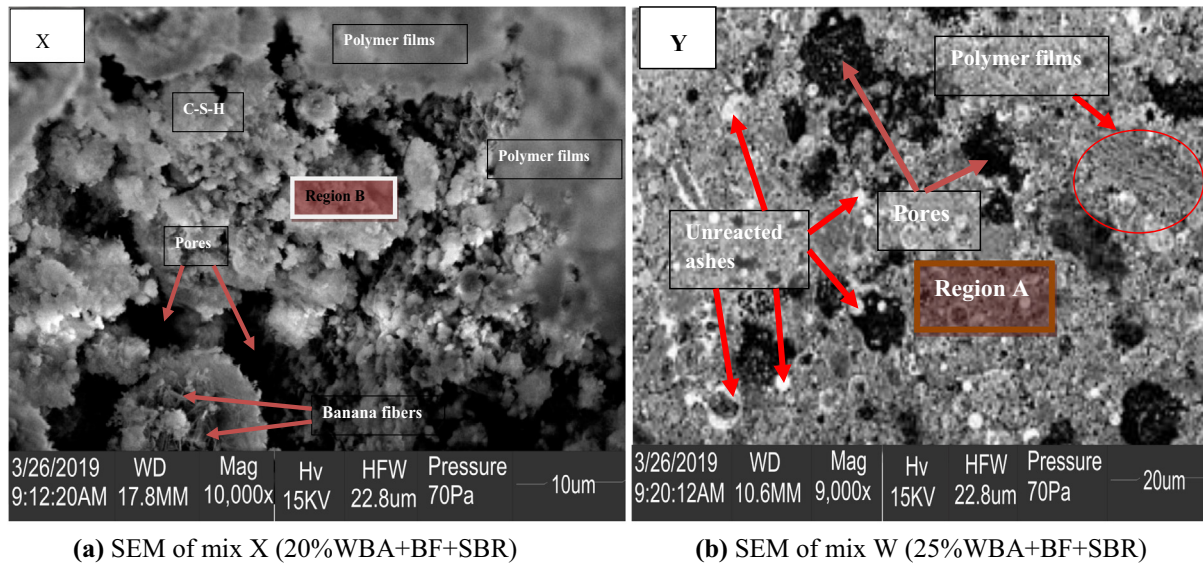 X
Polymer films
C-S-H
Polymer films
Region B
Pores
Banana fibers
3/26/2019 WD Mag Hv HFW Pressure
9:12:20AM 17.8MM 10,000x 15KV 22.8um 70Pa 10um
(a) SEM of mix X (20%WBA+BF+SBR)
Y
Polymer films
Pores
Unreacted
ashes
Region A
3/26/2019 WD Mag Hv HFW Pressure
9:20:12AM 10.6MM 9,000x 15KV 22.8um 70Pa 20um
(b) SEM of mix W (25%WBA+BF+SBR)